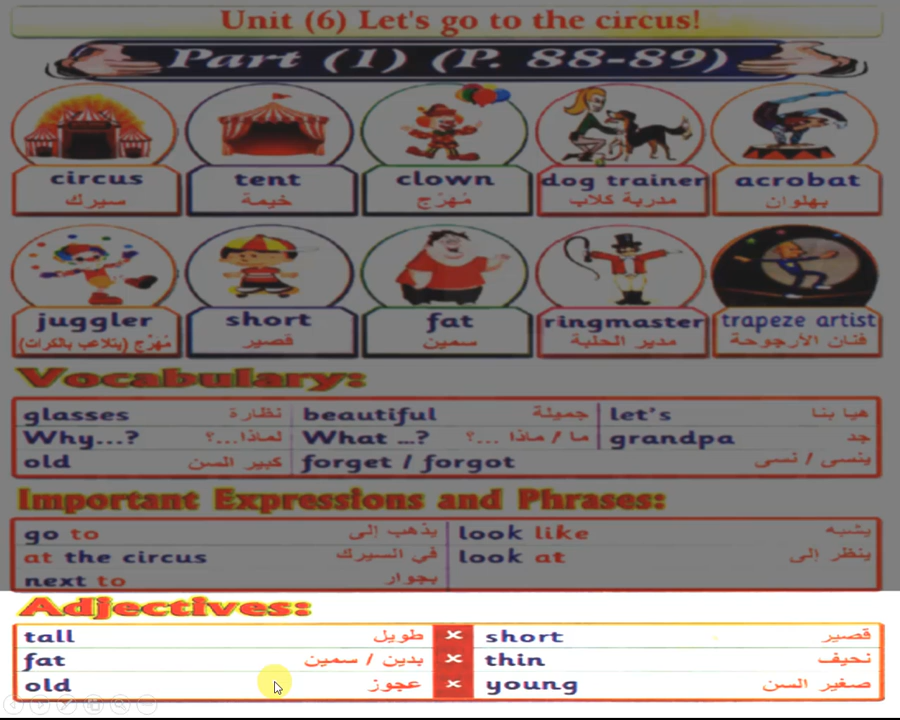 Unit (6) Let's go to the circus!
Part (1) (P. 88-89)
circus tent clown dog trainer acrobat
سيرك خيمة مُهرّج مدربة كلاب بهلوان
juggler short fat ringmaster trapeze artist
مُهرّج (يتلاعب بالكرات) قصير سمين مدير الحلبة فنان الأرجوحة
Vocabulary:
glasses نظارة beautiful جميلة let's هيا بنا
Why...? لماذا...؟ What ...? ما / ماذا ...؟ grandpa جد
old كبير السن forget / forgot ينسى / نسى
Important Expressions and Phrases:
go to يذهب إلى look like يشبه
at the circus في السيرك look at ينظر إلى
next to بجوار
Adjectives:
tall طويل × short قصير
fat بدين / سمين × thin نحيف
old عجوز × young صغير السن